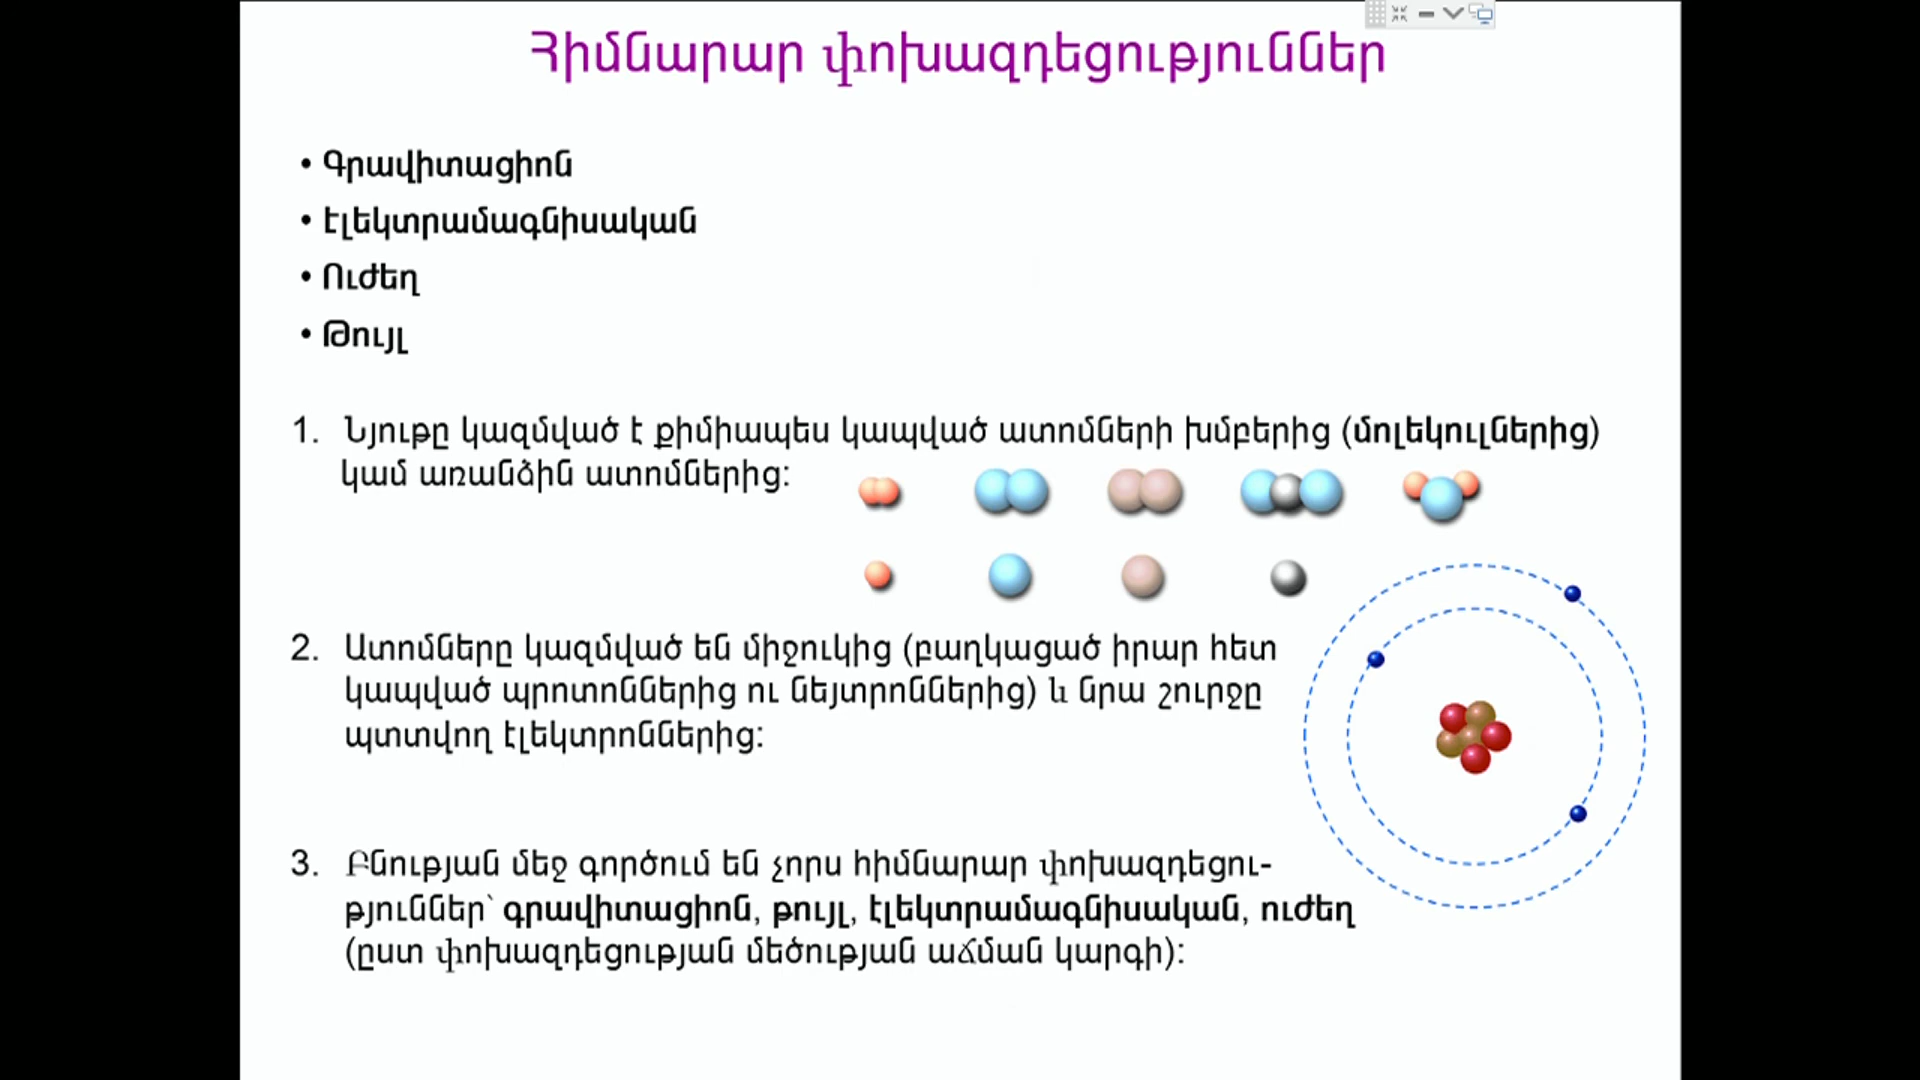 Հիմնարար փոխազդեցություններ
• Գրավիտացիոն
• էլեկտրամագնիսական
• Ուժեղ
• Թույլ
1. Նյութը կազմված է քիմիապես կապված ատոմների խմբերից (մոլեկուլներից)
կամ առանձին ատոմներից:
2. Ատոմները կազմված են միջուկից (բաղկացած իրար հետ
կապված պրոտոններից ու նեյտրոններից) և նրա շուրջը
պտտվող էլեկտրոններից:
3. Բնության մեջ գործում են չորս հիմնարար փոխազդեցու-
թյուններ՝ գրավիտացիոն, թույլ, էլեկտրամագնիսական, ուժեղ
(ըստ փոխազդեցության մեծության աճման կարգի):